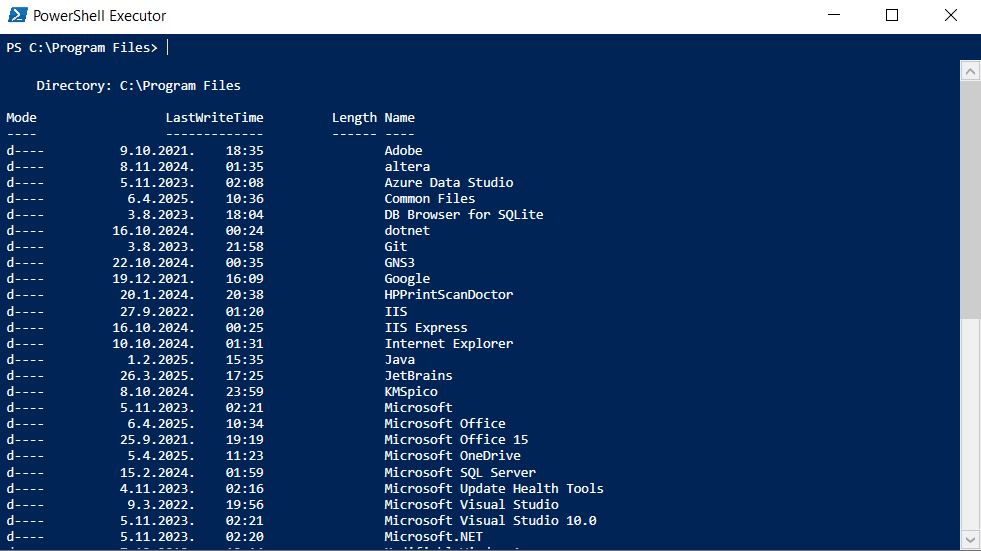 PowerShell Executor
PS C:\Program Files>
Directory: C:\Program Files
Mode LastWriteTime Length Name
---- ------------- ------ ----
d---- 9.10.2021. 18:35 Adobe
d---- 8.11.2024. 01:35 altera
d---- 5.11.2023. 02:08 Azure Data Studio
d---- 6.4.2025. 10:36 Common Files
d---- 3.8.2023. 18:04 DB Browser for SQLite
d---- 16.10.2024. 00:24 dotnet
d---- 3.8.2023. 21:58 Git
d---- 22.10.2024. 00:35 GNS3
d---- 19.12.2021. 16:09 Google
d---- 20.1.2024. 20:38 HPPrintScanDoctor
d---- 27.9.2022. 01:20 IIS
d---- 16.10.2024. 00:25 IIS Express
d---- 10.10.2024. 01:31 Internet Explorer
d---- 1.2.2025. 15:35 Java
d---- 26.3.2025. 17:25 JetBrains
d---- 8.10.2024. 23:59 KMSpico
d---- 5.11.2023. 02:21 Microsoft
d---- 6.4.2025. 10:34 Microsoft Office
d---- 25.9.2021. 19:19 Microsoft Office 15
d---- 5.4.2025. 11:23 Microsoft OneDrive
d---- 15.2.2024. 01:59 Microsoft SQL Server
d---- 4.11.2023. 02:16 Microsoft Update Health Tools
d---- 9.3.2022. 19:56 Microsoft Visual Studio
d---- 5.11.2023. 02:21 Microsoft Visual Studio 10.0
d---- 5.11.2023. 02:20 Microsoft.NET